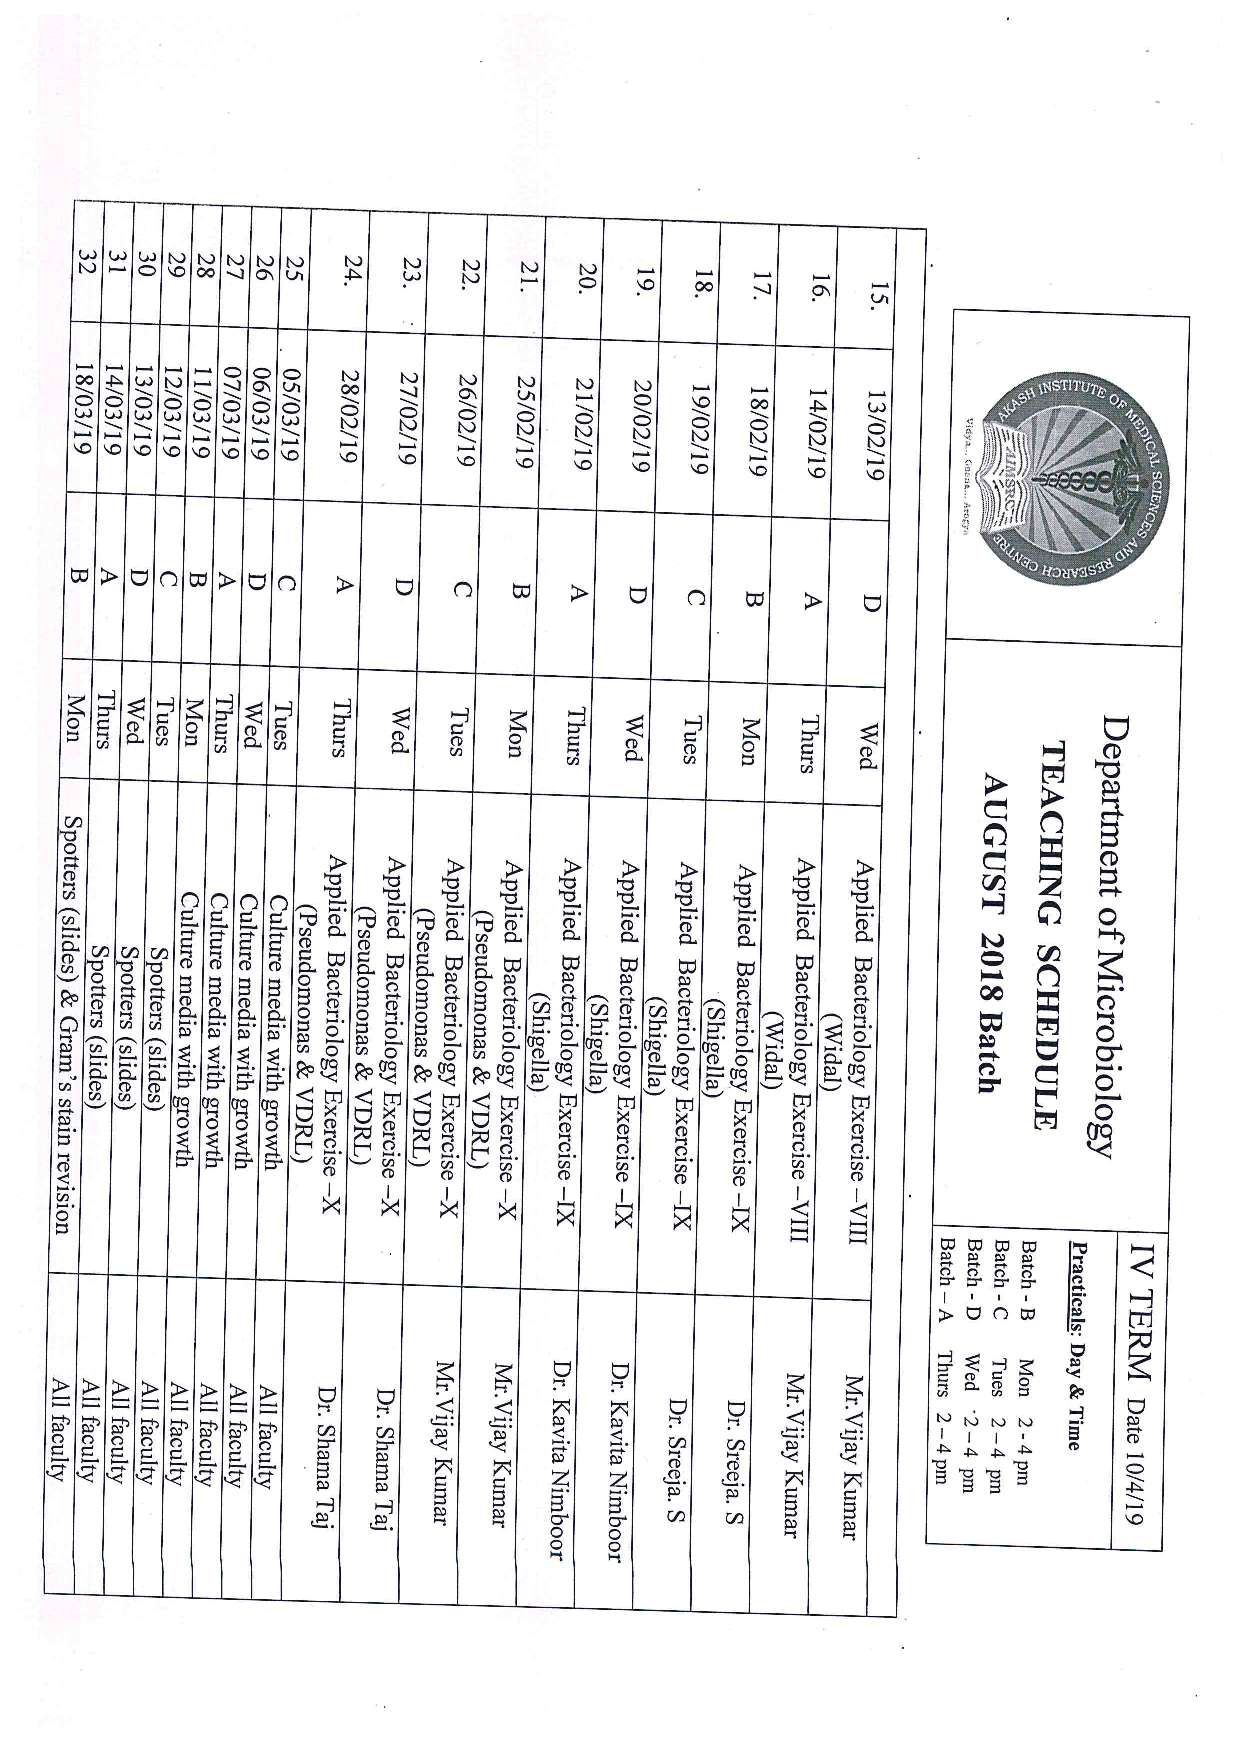 AKASH INSTITUTE OF MEDICAL SCIENCES AND RESEARCH CENTRE
AIMSRC
Vidya... Gnana... Arogya
Department of Microbiology
TEACHING SCHEDULE
AUGUST 2018 Batch
IV TERM Date 10/4/19
Practicals: Day & Time
Batch - B Mon 2 - 4 pm
Batch - C Tues 2 – 4 pm
Batch - D Wed 2 – 4 pm
Batch – A Thurs 2 – 4 pm
15. 13/02/19 D Wed Applied Bacteriology Exercise –VIII Mr.Vijay Kumar
(Widal)
16. 14/02/19 A Thurs Applied Bacteriology Exercise –VIII Mr.Vijay Kumar
(Widal)
17. 18/02/19 B Mon Applied Bacteriology Exercise –IX Dr. Sreeja. S
(Shigella)
18. 19/02/19 C Tues Applied Bacteriology Exercise –IX Dr. Sreeja. S
(Shigella)
19. 20/02/19 D Wed Applied Bacteriology Exercise –IX Dr. Kavita Nimboor
(Shigella)
20. 21/02/19 A Thurs Applied Bacteriology Exercise –IX Dr. Kavita Nimboor
(Shigella)
21. 25/02/19 B Mon Applied Bacteriology Exercise –X Mr.Vijay Kumar
(Pseudomonas & VDRL)
22. 26/02/19 C Tues Applied Bacteriology Exercise –X Mr.Vijay Kumar
(Pseudomonas & VDRL)
23. 27/02/19 D Wed Applied Bacteriology Exercise –X Dr. Shama Taj
(Pseudomonas & VDRL)
24. 28/02/19 A Thurs Applied Bacteriology Exercise –X Dr. Shama Taj
(Pseudomonas & VDRL)
25 05/03/19 C Tues Culture media with growth All faculty
26 06/03/19 D Wed Culture media with growth All faculty
27 07/03/19 A Thurs Culture media with growth All faculty
28 11/03/19 B Mon Culture media with growth All faculty
29 12/03/19 C Tues Spotters (slides) All faculty
30 13/03/19 D Wed Spotters (slides) All faculty
31 14/03/19 A Thurs Spotters (slides) All faculty
32 18/03/19 B Mon Spotters (slides) & Gram's stain revision All faculty